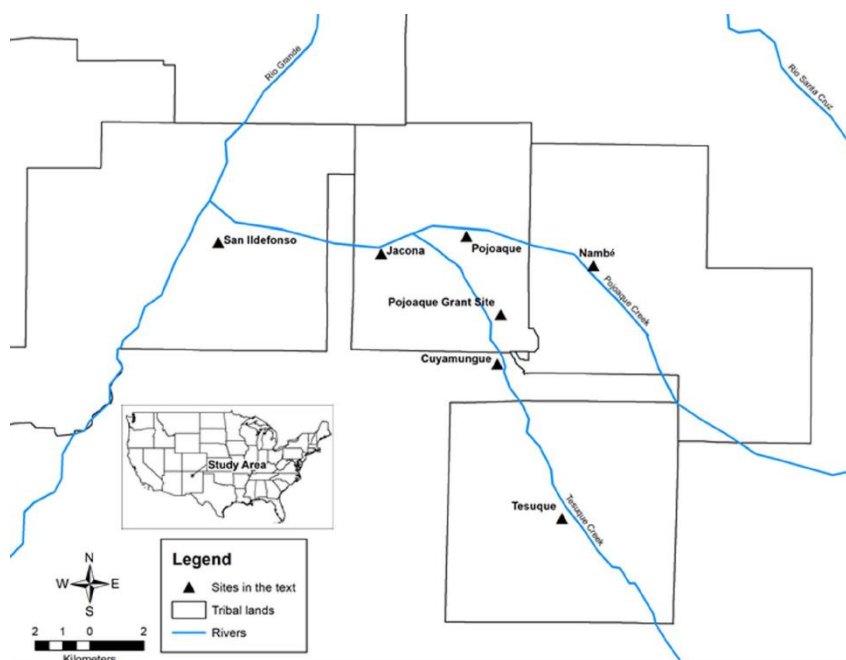 Rio Grande
Rio Santa Cruz
San Ildefonso
Jacona
Pojoaque
Nambé
Pojoaque Creek
Pojoaque Grant Site
Cuyamungue
Study Area
Tesuque
Tesuque Creek
N
W E
S
2 1 0 2
Kilometers
Legend
Sites in the text
Tribal lands
Rivers